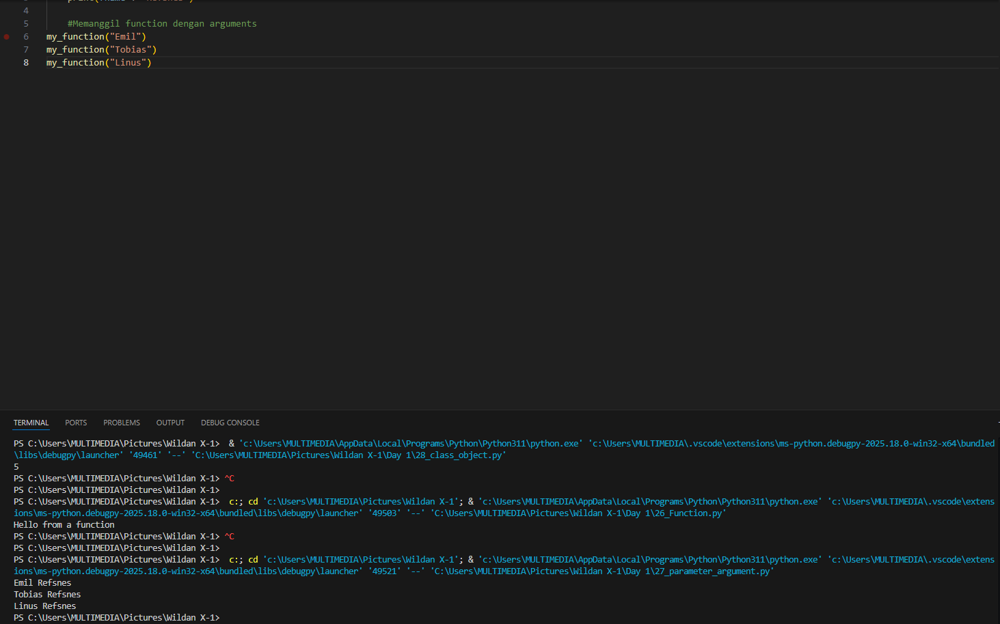 4
5 #Memanggil function dengan arguments
6 my_function("Emil")
7 my_function("Tobias")
8 my_function("Linus")
TERMINAL PORTS PROBLEMS OUTPUT DEBUG CONSOLE
PS C:\Users\MULTIMEDIA\Pictures\Wildan X-1>  & 'c:\Users\MULTIMEDIA\AppData\Local\Programs\Python\Python311\python.exe' 'c:\Users\MULTIMEDIA\.vscode\extensions\ms-python.debugpy-2025.18.0-win32-x64\bundled
\libs\debugpy\launcher' '49461' '--' 'C:\Users\MULTIMEDIA\Pictures\Wildan X-1\Day 1\28_class_object.py'
5
PS C:\Users\MULTIMEDIA\Pictures\Wildan X-1> ^C
PS C:\Users\MULTIMEDIA\Pictures\Wildan X-1>
PS C:\Users\MULTIMEDIA\Pictures\Wildan X-1>  c:; cd 'c:\Users\MULTIMEDIA\Pictures\Wildan X-1'; & 'c:\Users\MULTIMEDIA\AppData\Local\Programs\Python\Python311\python.exe' 'c:\Users\MULTIMEDIA\.vscode\extens
ions\ms-python.debugpy-2025.18.0-win32-x64\bundled\libs\debugpy\launcher' '49503' '--' 'C:\Users\MULTIMEDIA\Pictures\Wildan X-1\Day 1\26_Function.py'
Hello from a function
PS C:\Users\MULTIMEDIA\Pictures\Wildan X-1> ^C
PS C:\Users\MULTIMEDIA\Pictures\Wildan X-1>
PS C:\Users\MULTIMEDIA\Pictures\Wildan X-1>  c:; cd 'c:\Users\MULTIMEDIA\Pictures\Wildan X-1'; & 'c:\Users\MULTIMEDIA\AppData\Local\Programs\Python\Python311\python.exe' 'c:\Users\MULTIMEDIA\.vscode\extens
ions\ms-python.debugpy-2025.18.0-win32-x64\bundled\libs\debugpy\launcher' '49521' '--' 'C:\Users\MULTIMEDIA\Pictures\Wildan X-1\Day 1\27_parameter_argument.py'
Emil Refsnes
Tobias Refsnes
Linus Refsnes
PS C:\Users\MULTIMEDIA\Pictures\Wildan X-1>